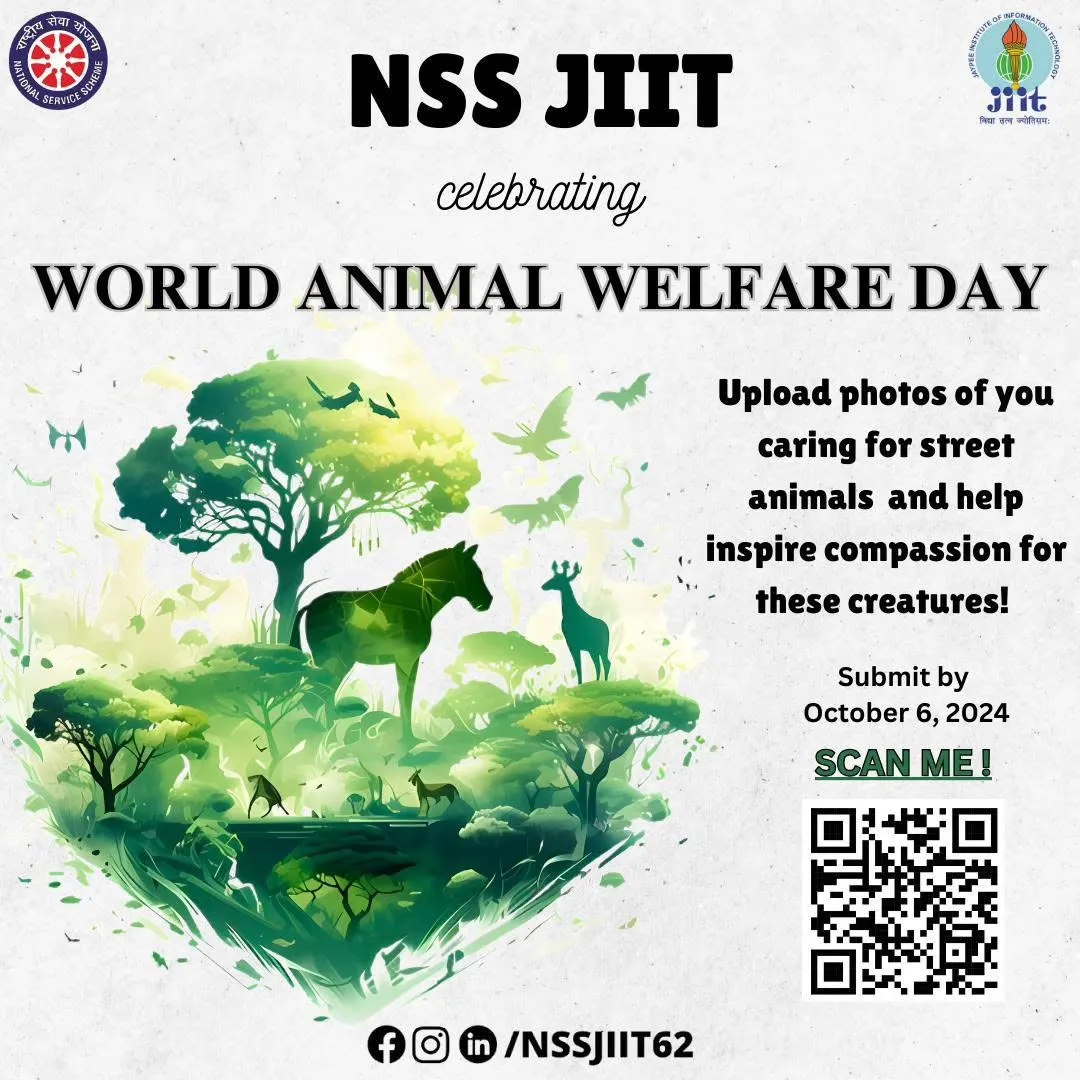 राष्ट्रीय सेवा योजना
NATIONAL SERVICE SCHEME
JAYPEE INSTITUTE OF INFORMATION TECHNOLOGY
jiit
विद्या तत्व ज्योतिसमः
NSS JIIT
celebrating
WORLD ANIMAL WELFARE DAY
Upload photos of you
caring for street
animals and help
inspire compassion for
these creatures!
Submit by
October 6, 2024
SCAN ME !
/NSSJIIT62